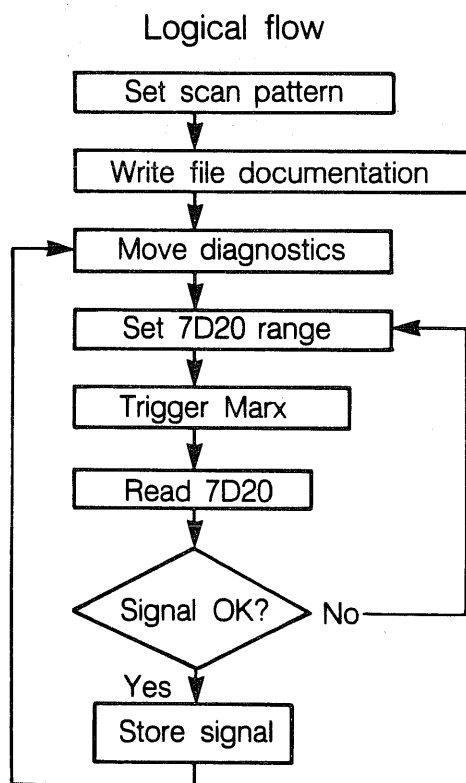 Logical flow
Set scan pattern
Write file documentation
Move diagnostics
Set 7D20 range
Trigger Marx
Read 7D20
Signal OK?
No
Yes
Store signal